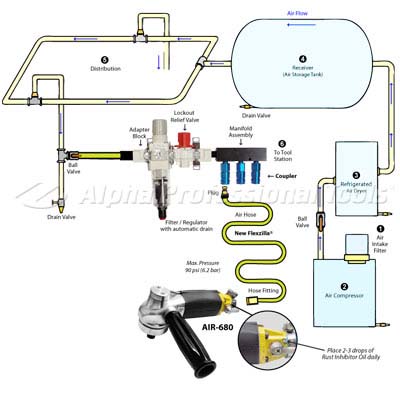 Air Flow
5
Distribution
4
Receiver
(Air Storage Tank)
Drain Valve
Lockout
Relief Valve
Adapter
Block
Manifold
Assembly
6
To Tool
Station
Ball
Valve
Coupler
3
Refrigerated
Air Dryer
Plug
Alpha Professional Tools
Drain Valve
Filter / Regulator
with automatic drain
Air Hose
New Flexzilla®
Ball
Valve
1
Air
Intake
Filter
Max. Pressure
90 psi (6.2 bar)
Hose Fitting
2
Air Compressor
AIR-680
Place 2-3 drops of
Rust Inhibitor Oil daily